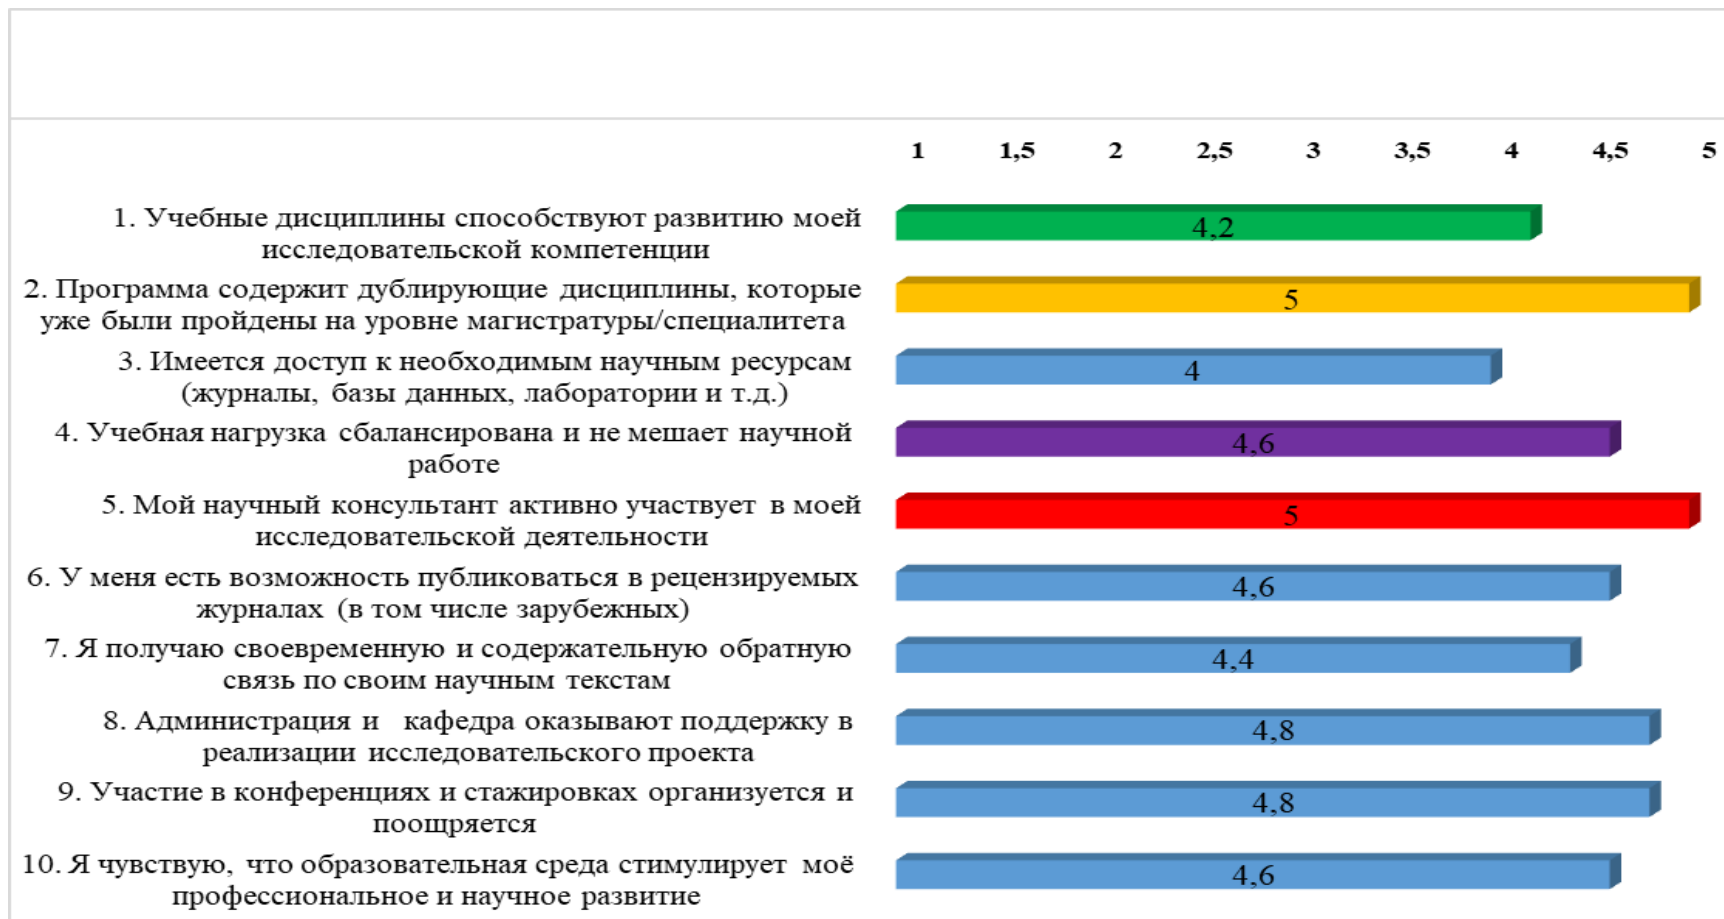 1 1,5 2 2,5 3 3,5 4 4,5 5
1. Учебные дисциплины способствуют развитию моей
исследовательской компетенции
4,2
2. Программа содержит дублирующие дисциплины, которые
уже были пройдены на уровне магистратуры/специалитета
5
3. Имеется доступ к необходимым научным ресурсам
(журналы, базы данных, лаборатории и т.д.)
4
4. Учебная нагрузка сбалансирована и не мешает научной
работе
4,6
5. Мой научный консультант активно участвует в моей
исследовательской деятельности
5
6. У меня есть возможность публиковаться в рецензируемых
журналах (в том числе зарубежных)
4,6
7. Я получаю своевременную и содержательную обратную
связь по своим научным текстам
4,4
8. Администрация и кафедра оказывают поддержку в
реализации исследовательского проекта
4,8
9. Участие в конференциях и стажировках организуется и
поощряется
4,8
10. Я чувствую, что образовательная среда стимулирует моё
профессиональное и научное развитие
4,6